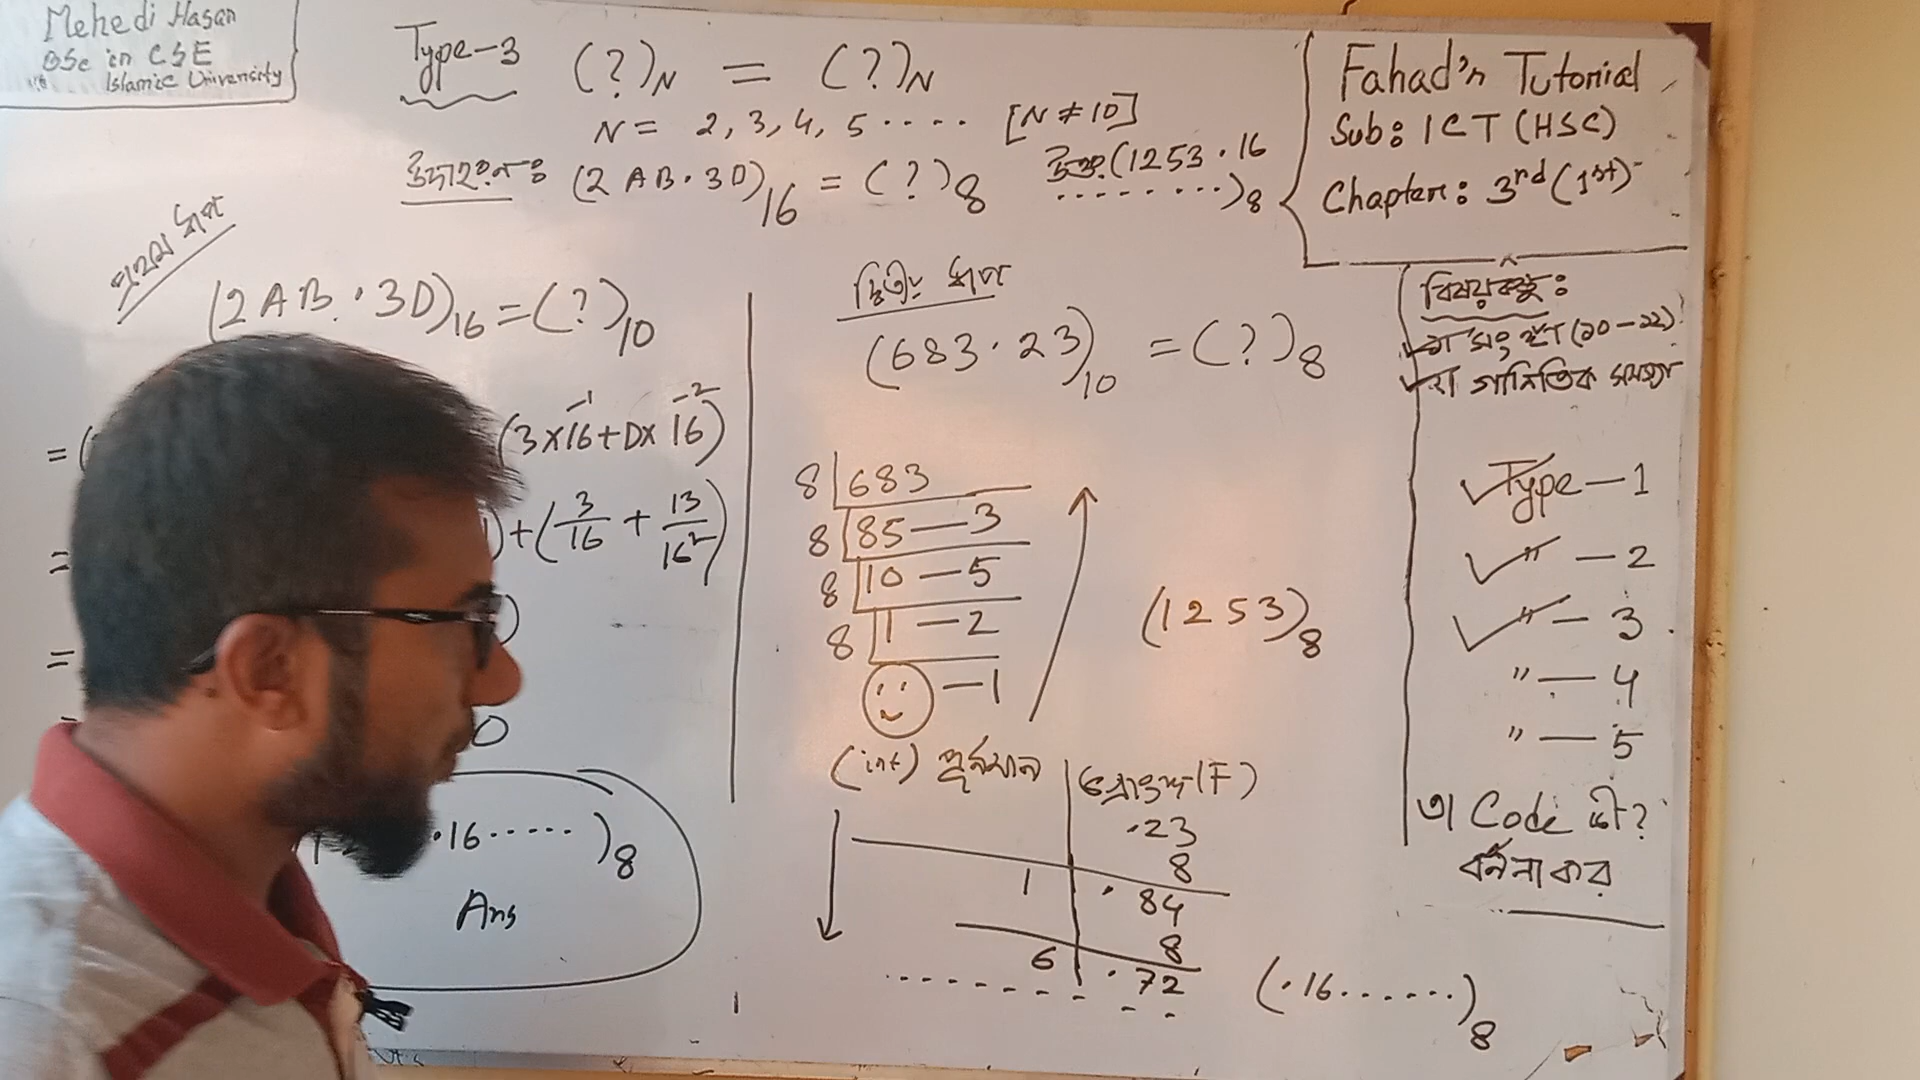 Mehedi Hasan
BSc in CSE
Islamic University
Type-3 (?)N = (?)N
N = 2, 3, 4, 5 .... [N ≠ 10]
উদাহরণ: (2AB.3D)16 = (?)8
উত্তর: (1253.16
........)8
Fahad's Tutorial
Sub: ICT (HSC)
Chapter: 3rd (1st)
প্রথম ধাপ
(2AB.3D)16 = (?)10
(3×16⁻¹+D×16⁻²)
+(3/16 + 13/16²)
.16......)8
Ans
দ্বিতীয় ধাপ
(683.23)10 = (?)8
8 683
8 85 — 3
8 10 — 5
8 1 — 2
— 1
(1253)8
(int) পূর্ণমান
ভগ্নাংশ (F)
.23
8
1 .84
8
6 .72
(.16......)8
বিষয়বস্তু:
গাণিতিক সমস্যা
Type — 1
" — 2
" — 3
" — 4
" — 5
৩। Code কী?
বর্ননা কর